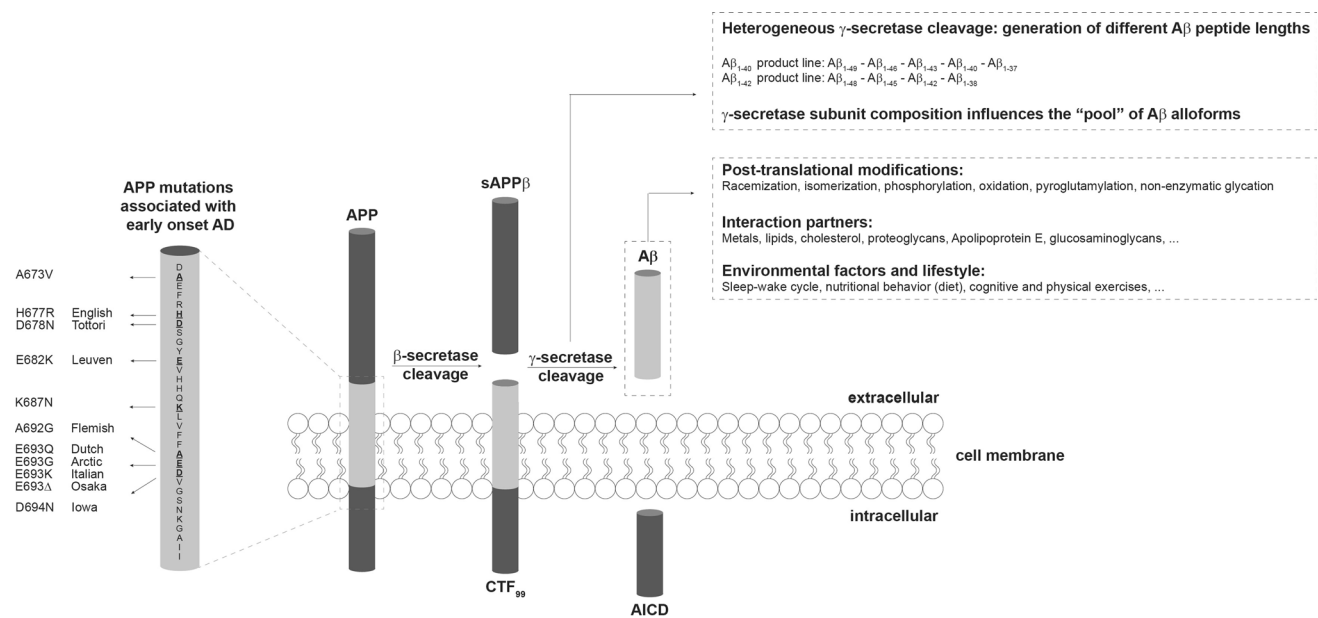 Heterogeneous γ-secretase cleavage: generation of different Aβ peptide lengths
Aβ1-40 product line: Aβ1-49 - Aβ1-46 - Aβ1-43 - Aβ1-40 - Aβ1-37
Aβ1-42 product line: Aβ1-48 - Aβ1-45 - Aβ1-42 - Aβ1-38
γ-secretase subunit composition influences the “pool” of Aβ alloforms
Post-translational modifications:
Racemization, isomerization, phosphorylation, oxidation, pyroglutamylation, non-enzymatic glycation
Interaction partners:
Metals, lipids, cholesterol, proteoglycans, Apolipoprotein E, glucosaminoglycans, ...
Environmental factors and lifestyle:
Sleep-wake cycle, nutritional behavior (diet), cognitive and physical exercises, ...
APP mutations
associated with
early onset AD
APP
sAPPβ
Aβ
A673V
H677R English
D678N Tottori
E682K Leuven
K687N
A692G Flemish
E693Q Dutch
E693G Arctic
E693K Italian
E693Δ Osaka
D694N Iowa
D
A
E
F
R
H
D
S
G
Y
E
V
H
H
Q
K
L
V
F
F
A
E
D
V
G
S
N
K
G
A
I
I
β-secretase
cleavage
γ-secretase
cleavage
extracellular
cell membrane
intracellular
CTF99
AICD